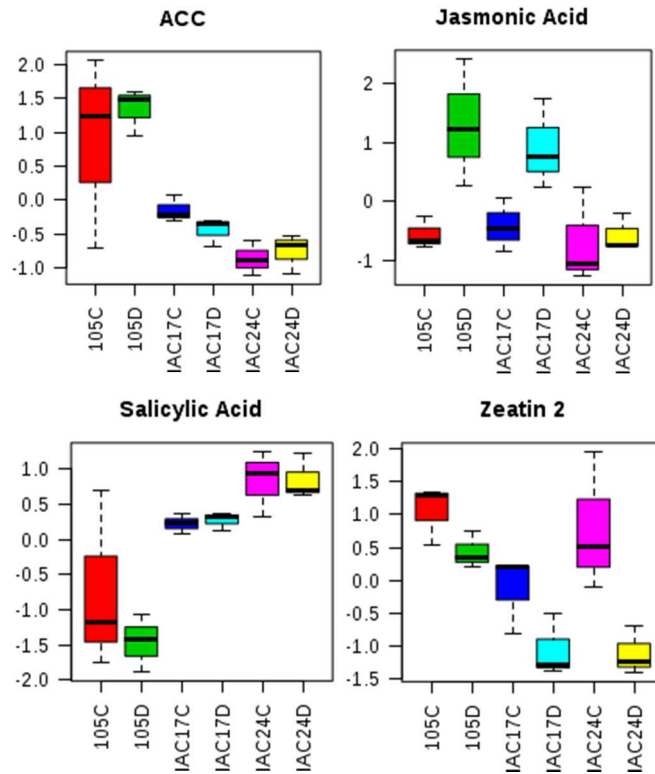 ACC
2.0
1.5
1.0
0.5
0.0
-0.5
-1.0
105C
105D
IAC17C
IAC17D
IAC24C
IAC24D
Jasmonic Acid
2
1
0
-1
105C
105D
IAC17C
IAC17D
IAC24C
IAC24D
Salicylic Acid
1.0
0.5
0.0
-0.5
-1.0
-1.5
-2.0
105C
105D
IAC17C
IAC17D
IAC24C
IAC24D
Zeatin 2
2.0
1.5
1.0
0.5
0.0
-0.5
-1.0
-1.5
105C
105D
IAC17C
IAC17D
IAC24C
IAC24D